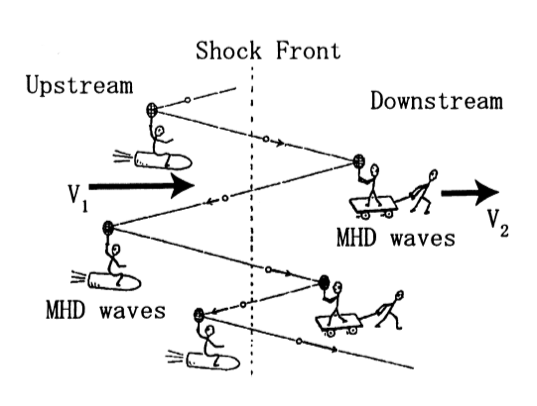 Shock Front
Upstream
Downstream
V1
V2
MHD waves
MHD waves